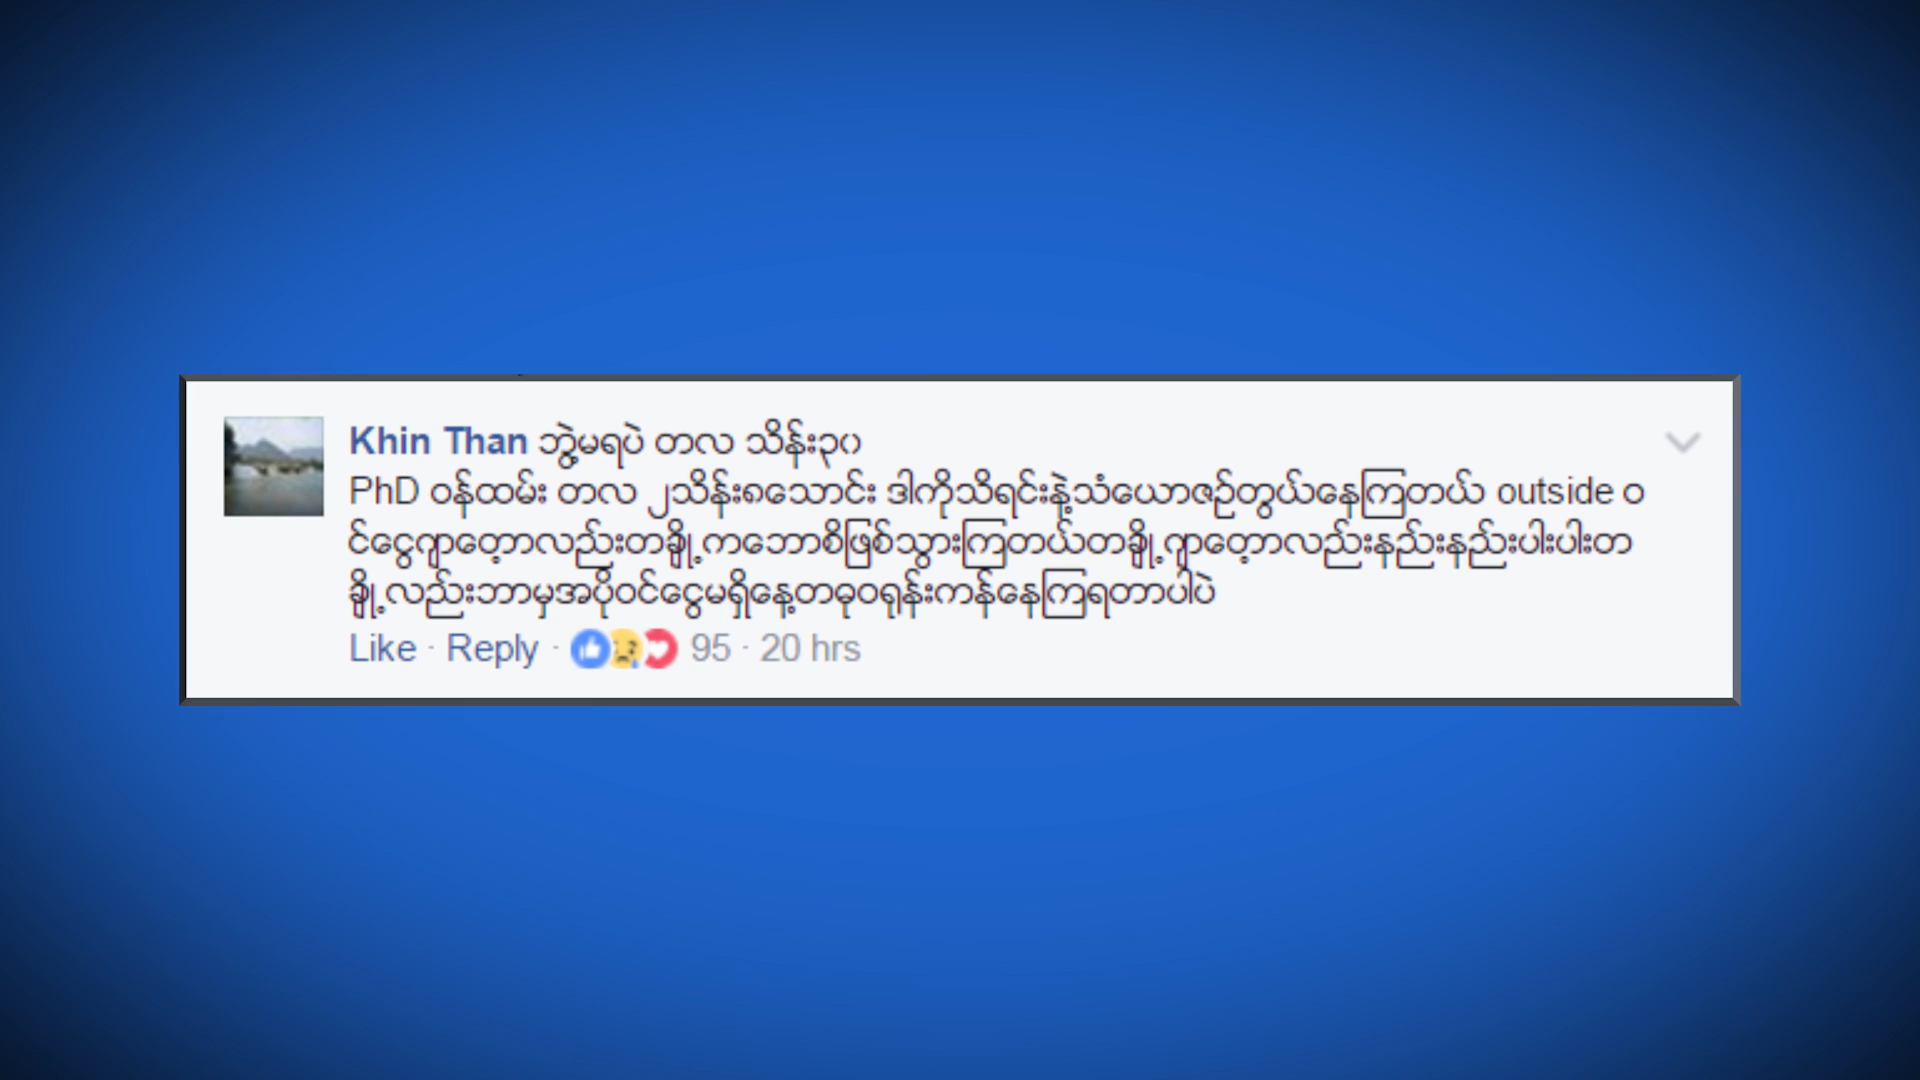 Khin Than ဘွဲ့မရပဲ တလ သိန်း၃၀
PhD ဝန်ထမ်း တလ ၂သိန်း၈သောင်း ဒါကိုသိရင်းနဲ့သံယောဇဉ်တွယ်နေကြတယ် outside ဝ
င်ငွေဂျာတွေ့ာလည်းတချို့ကဘောစိဖြစ်သွားကြတယ်တချို့ဂျာတွေ့ာလည်းနည်းနည်းပါးပါးတ
ချို့လည်းဘာမှအပိုဝင်ငွေမရှိနေ့တဓုဝရုန်းကန်နေကြရတာပါပဲ
Like · Reply · 95 · 20 hrs